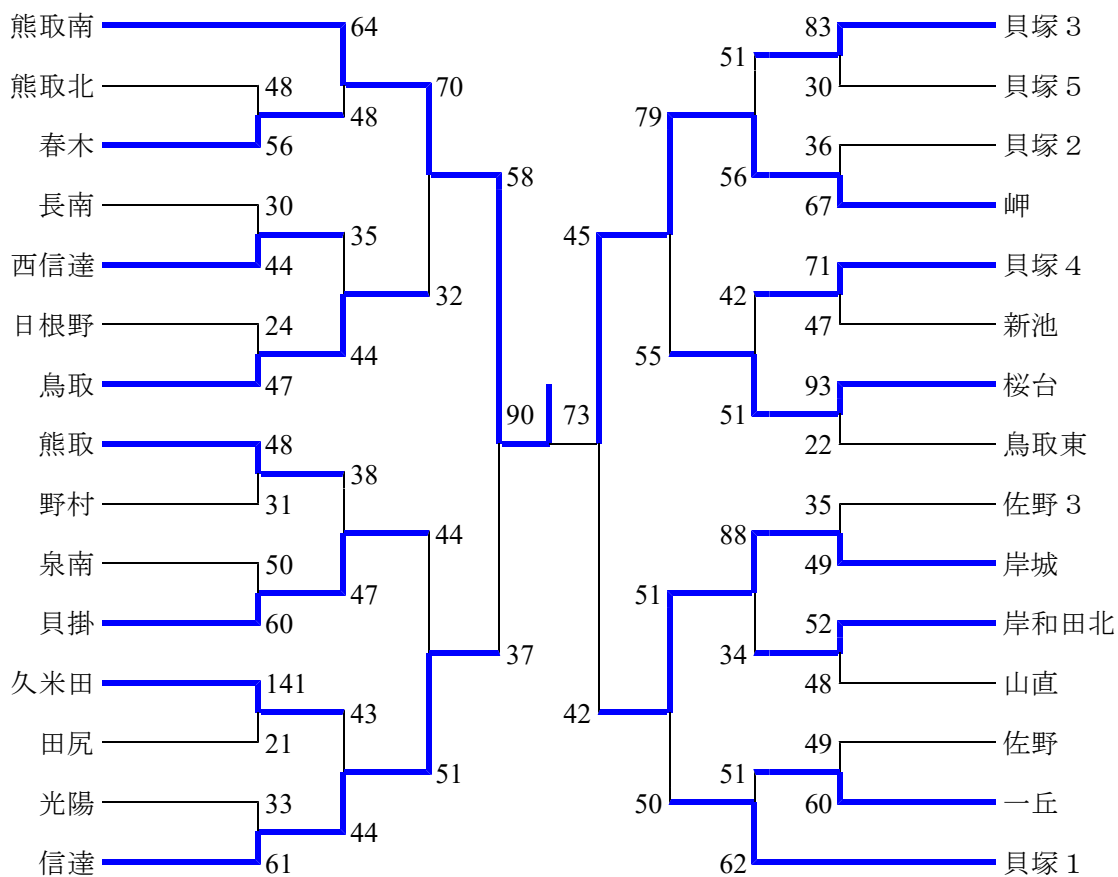 熊取南 64 83 貝塚３
51
熊取北 48 70 30 貝塚５
48 79
春木 56 36 貝塚２
58 56
長南 30 67 岬
35 45
西信達 44 71 貝塚４
32 42
日根野 24 47 新池
44 55
鳥取 47 93 桜台
90 73 51
熊取 48 22 鳥取東
38
野村 31 35 佐野３
44 88
泉南 50 49 岸城
47 51
貝掛 60 52 岸和田北
37 34
久米田 141 48 山直
43 42
田尻 21 49 佐野
51 51
光陽 33 50 60 一丘
44
信達 61 62 貝塚１